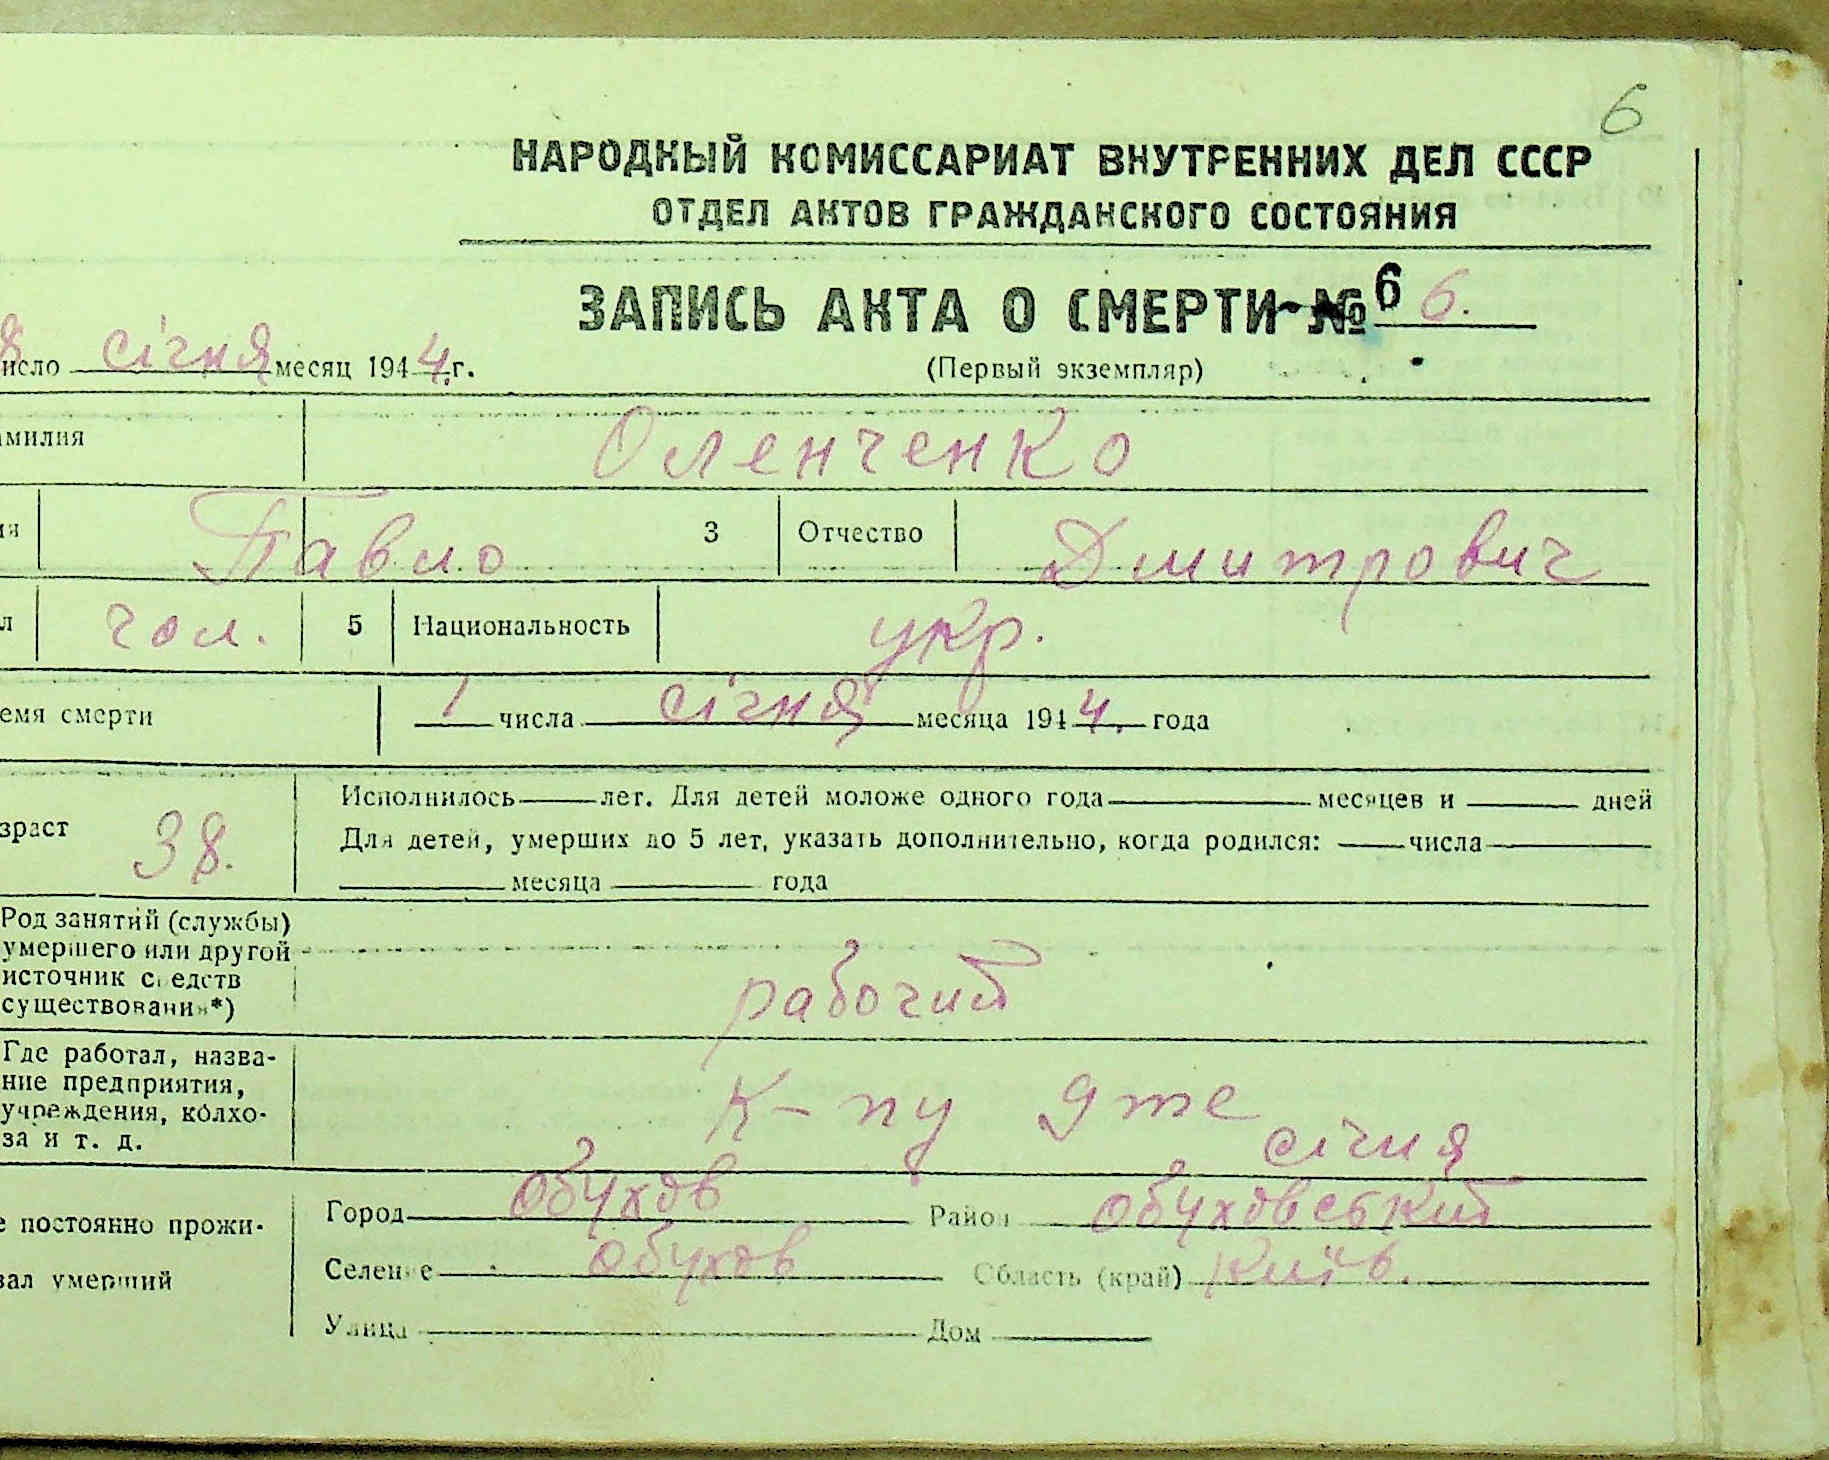 6
НАРОДНЫЙ КОМИССАРИАТ ВНУТРЕННИХ ДЕЛ СССР
ОТДЕЛ АКТОВ ГРАЖДАНСКОГО СОСТОЯНИЯ
ЗАПИСЬ АКТА О СМЕРТИ № 6 6.
8 исло січня месяц 1944 г.
(Первый экземпляр)
амилия Оленченко
ия Павло 3 Отчество Дмитрович
л чол. 5 Национальность укр.
емя смерти 1 числа січня месяца 1944. года
зраст 38.
Исполнилось лет. Для детей моложе одного года месяцев и дней
Для детей, умерших до 5 лет, указать дополнительно, когда родился: числа
месяца года
Род занятий (службы)
умершего или другой
источник средств
существования*)
рабочий
Где работал, назва-
ние предприятия,
учреждения, колхо-
за и т. д.
січня
е постоянно прожи-
вал умерший
Город Обухов Район Обуховський
Селение Обухов Область (край) Київ.
Улица Дом